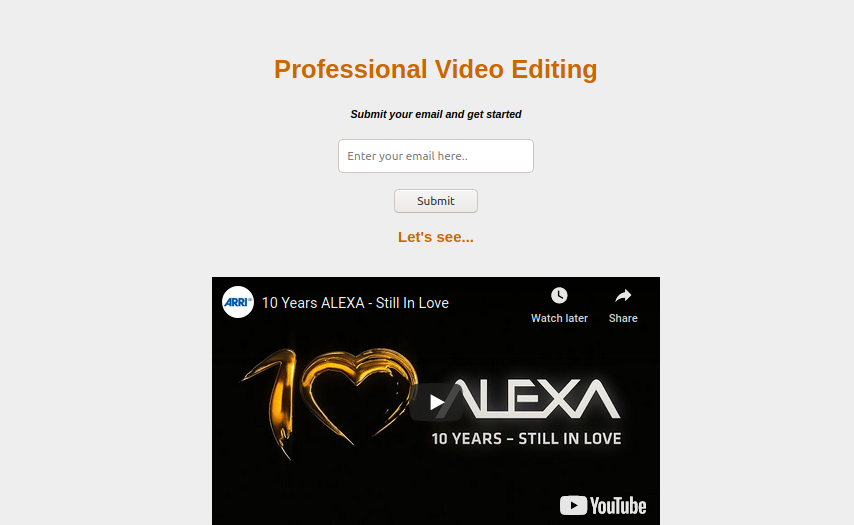 Professional Video Editing
Submit your email and get started
Enter your email here..
Submit
Let's see...
ARRI
10 Years ALEXA - Still In Love
Watch later
Share
10
ALEXA
10 YEARS – STILL IN LOVE
YouTube